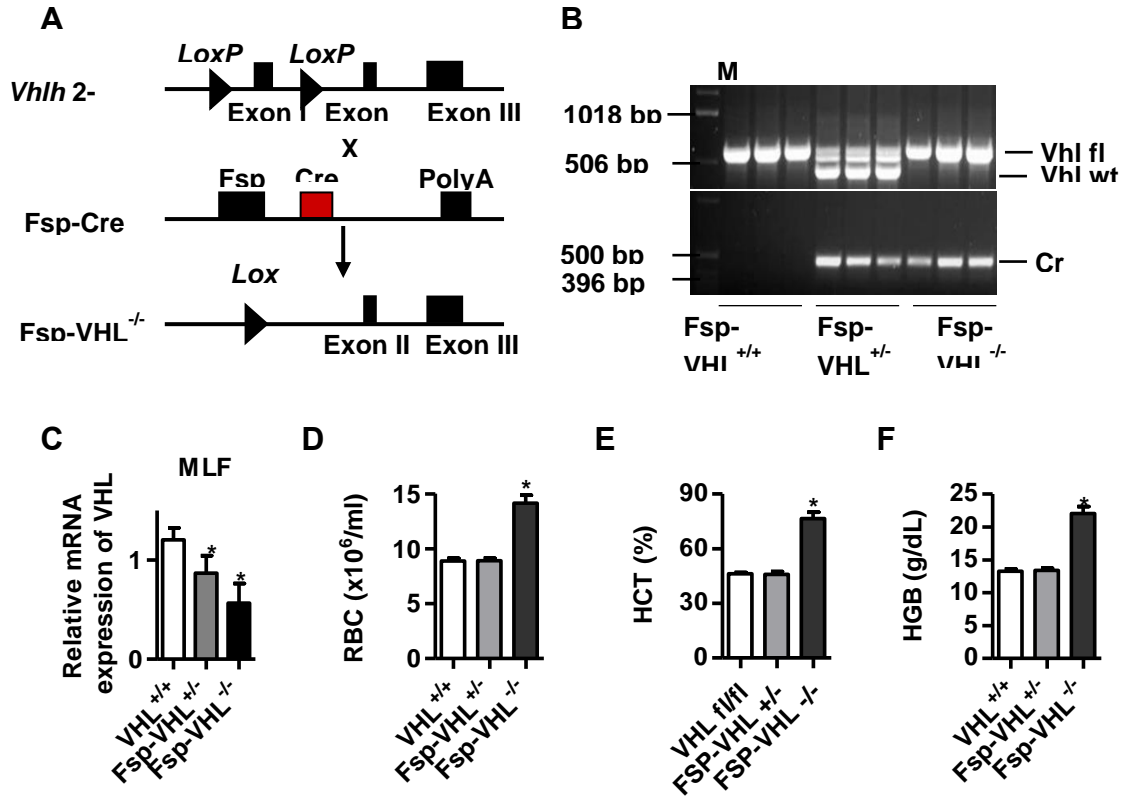 A
LoxP LoxP
Vhlh 2-
Exon I Exon Exon III
X
Fsp Cre PolyA
Fsp-Cre
Lox
Fsp-VHL-/-
Exon II Exon III
B
M
1018 bp
506 bp
Vhl fl
Vhl wt
500 bp
396 bp
Cr
Fsp- Fsp- Fsp-
VHL+/+ VHL+/- VHL-/-
C
MLF
Relative mRNA
expression of VHL
1
0
*
*
VHL+/+
Fsp-VHL+/-
Fsp-VHL-/-
D
RBC (x10^6/ml)
15
10
5
0
*
VHL+/+
Fsp-VHL+/-
Fsp-VHL-/-
E
HCT (%)
90
60
30
0
*
VHL fl/fl
FSP-VHL +/-
FSP-VHL -/-
F
HGB (g/dL)
25
20
15
10
5
0
*
VHL+/+
Fsp-VHL+/-
Fsp-VHL-/-